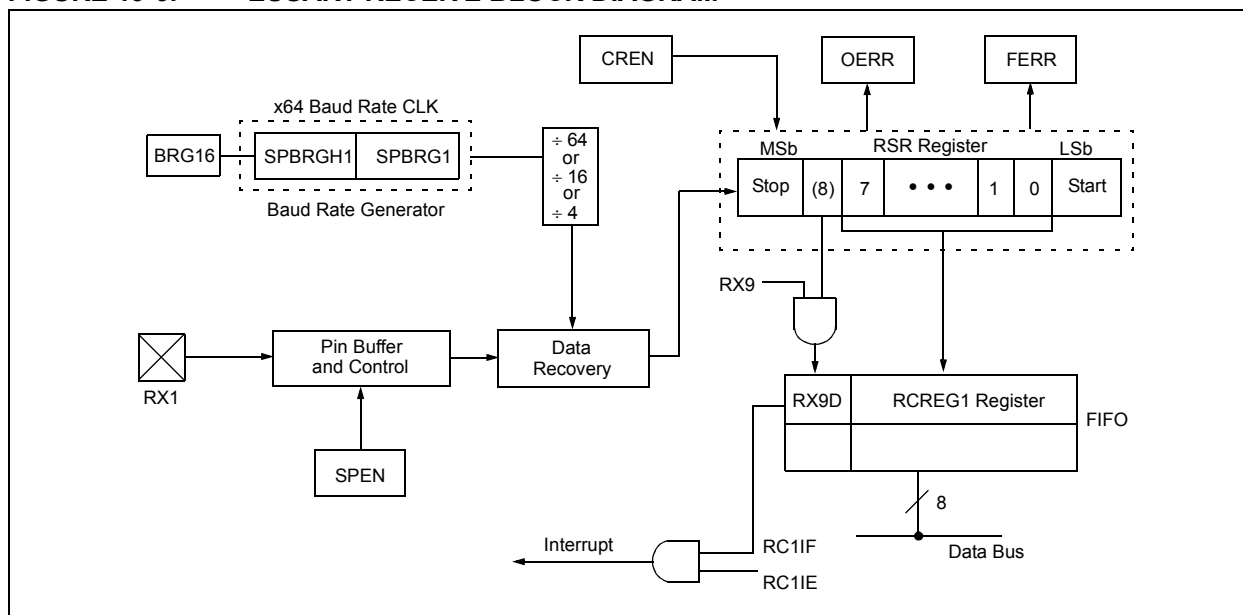 CREN
OERR
FERR
x64 Baud Rate CLK
BRG16
SPBRGH1
SPBRG1
Baud Rate Generator
÷ 64
or
÷ 16
or
÷ 4
MSb
RSR Register
LSb
Stop
(8)
7
• • •
1
0
Start
RX9
RX1
Pin Buffer
and Control
Data
Recovery
SPEN
RX9D
RCREG1 Register
FIFO
8
Data Bus
Interrupt
RC1IF
RC1IE